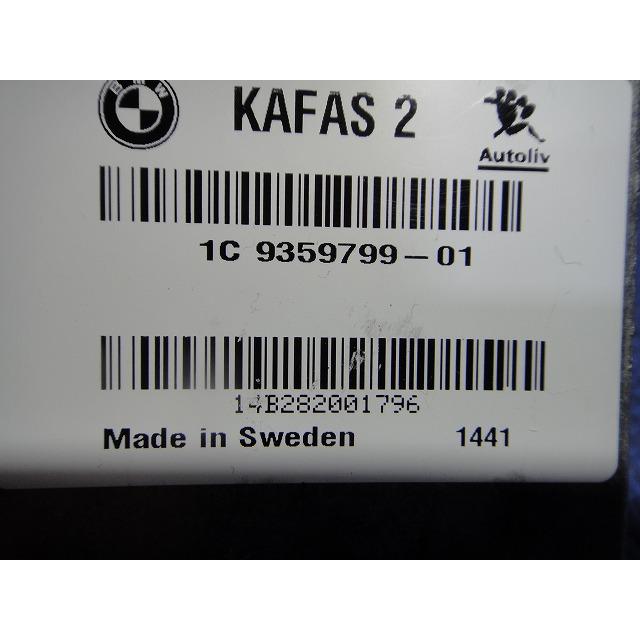 BMW
KAFAS 2
Autoliv
1C 9359799-01
14B282001796
Made in Sweden 1441